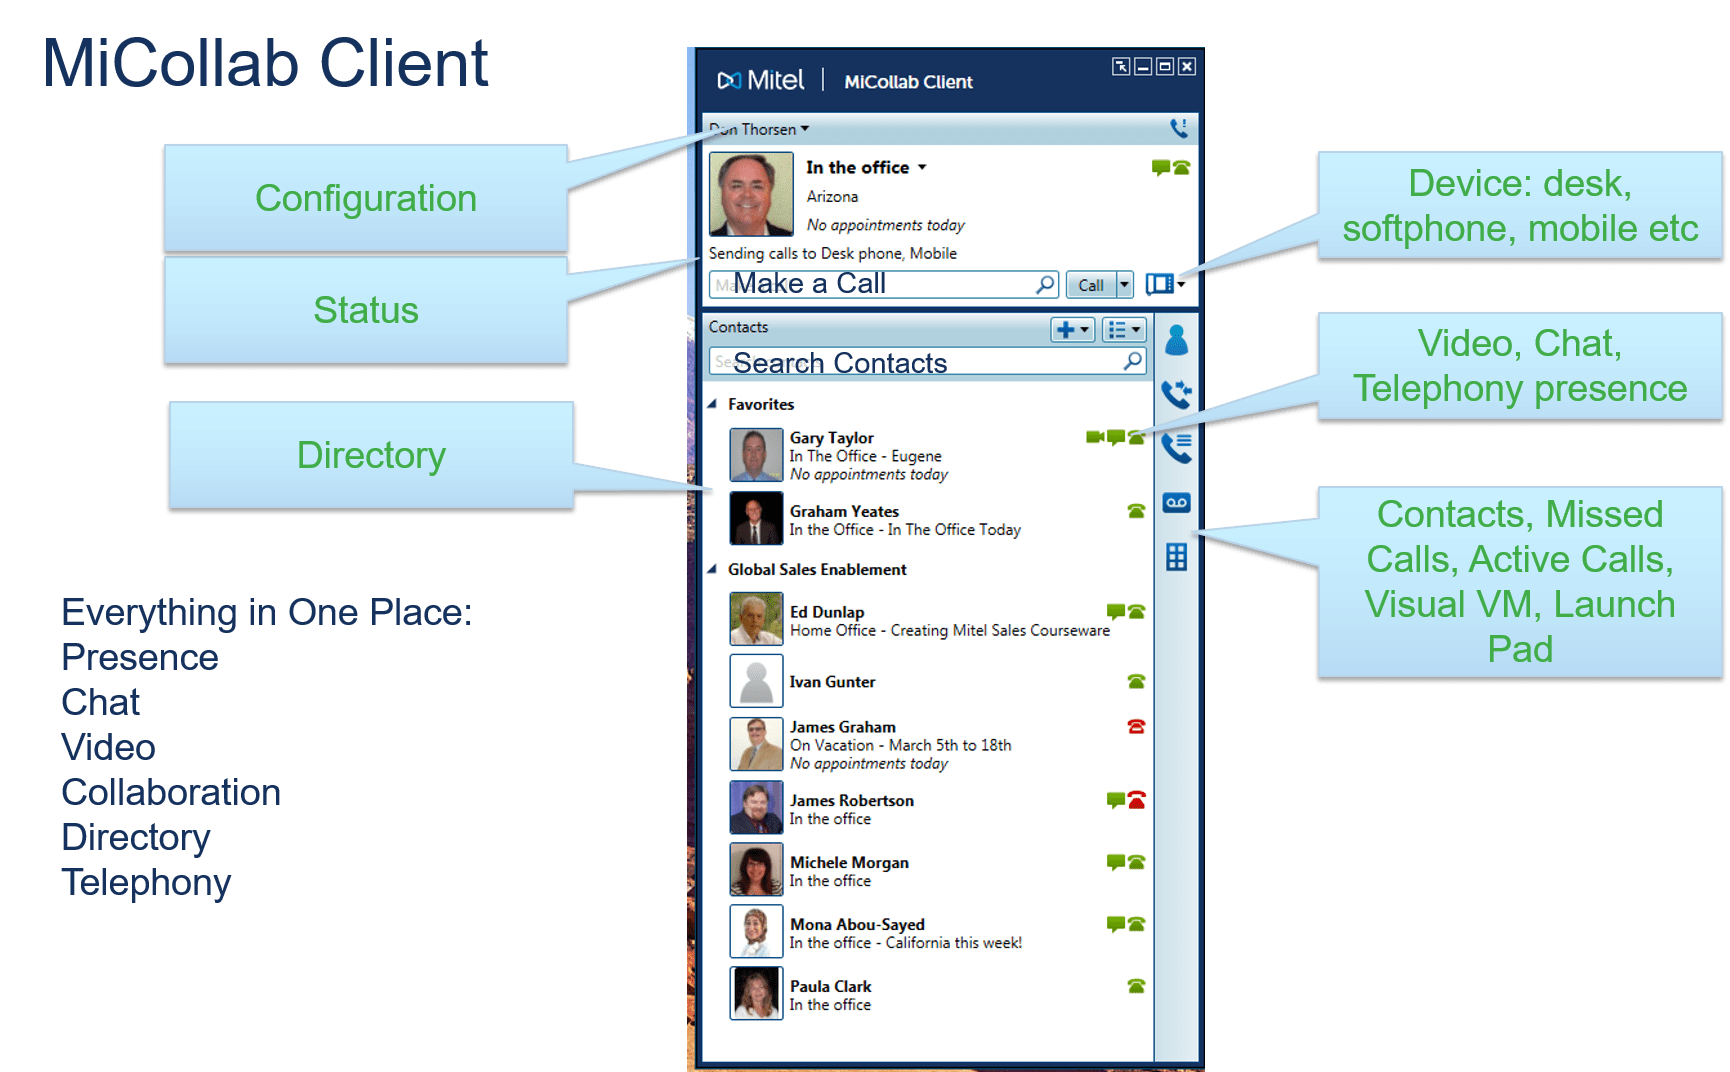 MiCollab Client
Mitel | MiCollab Client
Don Thorsen
In the office
Arizona
No appointments today
Sending calls to Desk phone, Mobile
Make a Call
Call
Contacts
Search Contacts
Favorites
Gary Taylor
In The Office - Eugene
No appointments today
Graham Yeates
In the Office - In The Office Today
Global Sales Enablement
Ed Dunlap
Home Office - Creating Mitel Sales Courseware
Ivan Gunter
James Graham
On Vacation - March 5th to 18th
No appointments today
James Robertson
In the office
Michele Morgan
In the office
Mona Abou-Sayed
In the office - California this week!
Paula Clark
In the office
Configuration
Status
Directory
Everything in One Place:
Presence
Chat
Video
Collaboration
Directory
Telephony
Device: desk,
softphone, mobile etc
Video, Chat,
Telephony presence
Contacts, Missed
Calls, Active Calls,
Visual VM, Launch
Pad